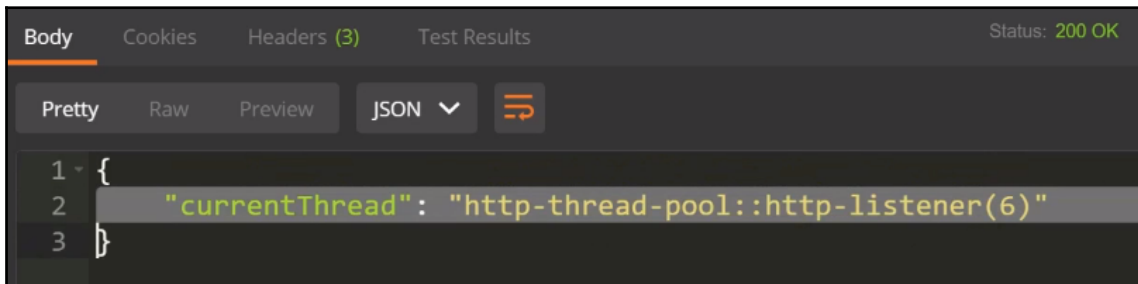 Body Cookies Headers (3) Test Results Status: 200 OK
Pretty Raw Preview JSON
1 {
2 "currentThread": "http-thread-pool::http-listener(6)"
3 }